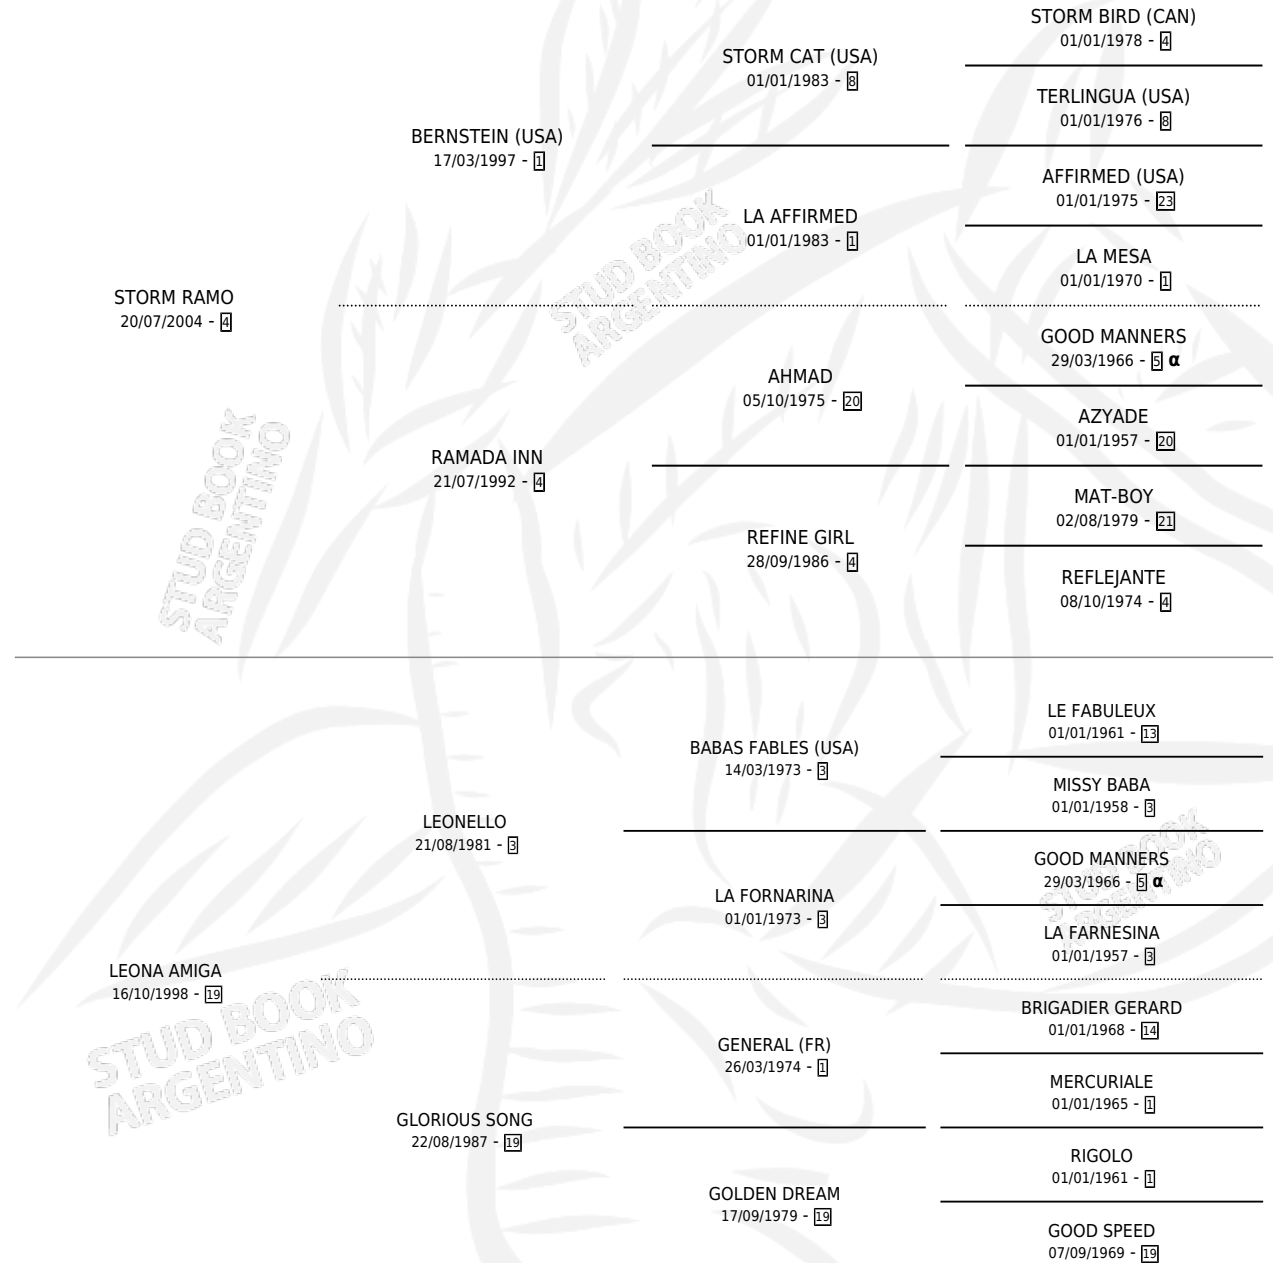 STORM BIRD (CAN)
01/01/1978 - 4
STORM CAT (USA)
01/01/1983 - 8
TERLINGUA (USA)
01/01/1976 - 8
BERNSTEIN (USA)
17/03/1997 - 1
AFFIRMED (USA)
01/01/1975 - 23
LA AFFIRMED
01/01/1983 - 1
LA MESA
01/01/1970 - 1
STORM RAMO
20/07/2004 - 4
STUD BOOK
ARGENTINO
GOOD MANNERS
29/03/1966 - 5 α
AHMAD
05/10/1975 - 20
AZYADE
01/01/1957 - 20
RAMADA INN
21/07/1992 - 4
MAT-BOY
02/08/1979 - 21
REFINE GIRL
28/09/1986 - 4
REFLEJANTE
08/10/1974 - 4
STUD BOOK
ARGENTINO
LE FABULEUX
01/01/1961 - 13
BABAS FABLES (USA)
14/03/1973 - 3
MISSY BABA
01/01/1958 - 3
LEONELLO
21/08/1981 - 3
GOOD MANNERS
29/03/1966 - 5 α
LA FORNARINA
01/01/1973 - 3
LA FARNESINA
01/01/1957 - 3
STUD BOOK
ARGENTINO
LEONA AMIGA
16/10/1998 - 19
BRIGADIER GERARD
01/01/1968 - 14
GENERAL (FR)
26/03/1974 - 1
MERCURIALE
01/01/1965 - 1
STUD BOOK
ARGENTINO
GLORIOUS SONG
22/08/1987 - 19
RIGOLO
01/01/1961 - 1
GOLDEN DREAM
17/09/1979 - 19
GOOD SPEED
07/09/1969 - 19